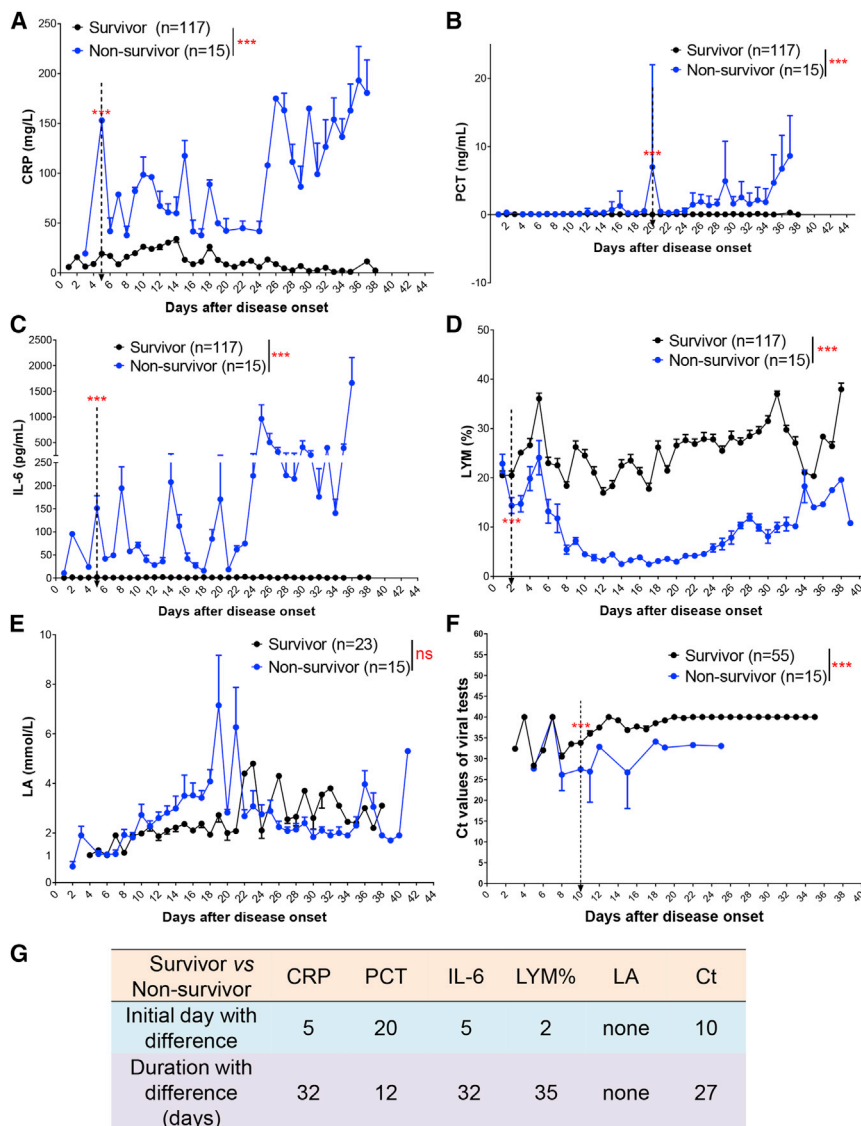 A
Survivor (n=117)
Non-survivor (n=15)
***
***
CRP (mg/L)
250
200
150
100
50
0
0 2 4 6 8 10 12 14 16 18 20 22 24 26 28 30 32 34 36 38 40 42 44
Days after disease onset
B
Survivor (n=117)
Non-survivor (n=15)
***
***
PCT (ng/mL)
20
10
0
-10
0 2 4 6 8 10 12 14 16 18 20 22 24 26 28 30 32 34 36 38 40 42 44
Days after disease onset
C
Survivor (n=117)
Non-survivor (n=15)
***
***
IL-6 (pg/mL)
2500
2000
1500
1000
500
250
200
150
100
50
0
0 2 4 6 8 10 12 14 16 18 20 22 24 26 28 30 32 34 36 38 40 42 44
Days after disease onset
D
Survivor (n=117)
Non-survivor (n=15)
***
***
LYM (%)
50
40
30
20
10
0
0 2 4 6 8 10 12 14 16 18 20 22 24 26 28 30 32 34 36 38 40
Days after disease onset
E
Survivor (n=23)
Non-survivor (n=15)
ns
LA (mmol/L)
10
8
6
4
2
1
0
0 2 4 6 8 10 12 14 16 18 20 22 24 26 28 30 32 34 36 38 40 42 44
Days after disease onset
F
Survivor (n=55)
Non-survivor (n=15)
***
***
Ct values of viral tests
60
55
50
45
40
35
30
25
20
15
10
5
0
0 2 4 6 8 10 12 14 16 18 20 22 24 26 28 30 32 34 36 38 40
Days after disease onset
G
Survivor vs
Non-survivor
CRP PCT IL-6 LYM% LA Ct
Initial day with
difference
5 20 5 2 none 10
Duration with
difference
(days)
32 12 32 35 none 27